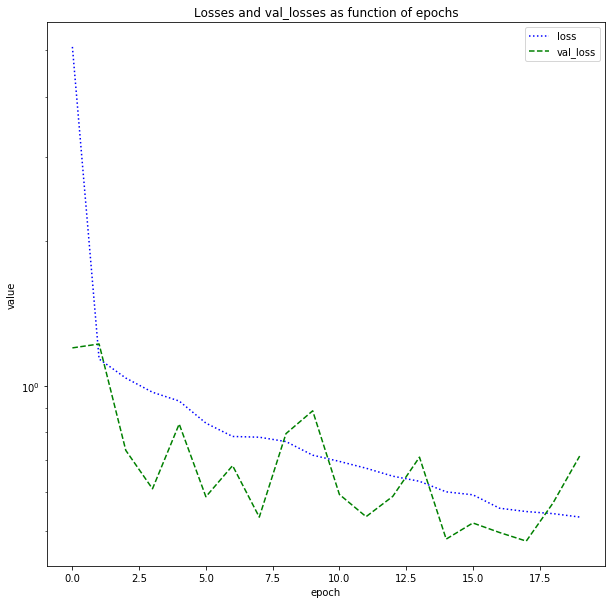 Losses and val_losses as function of epochs
loss
val_loss
value
10⁰
0.0 2.5 5.0 7.5 10.0 12.5 15.0 17.5
epoch